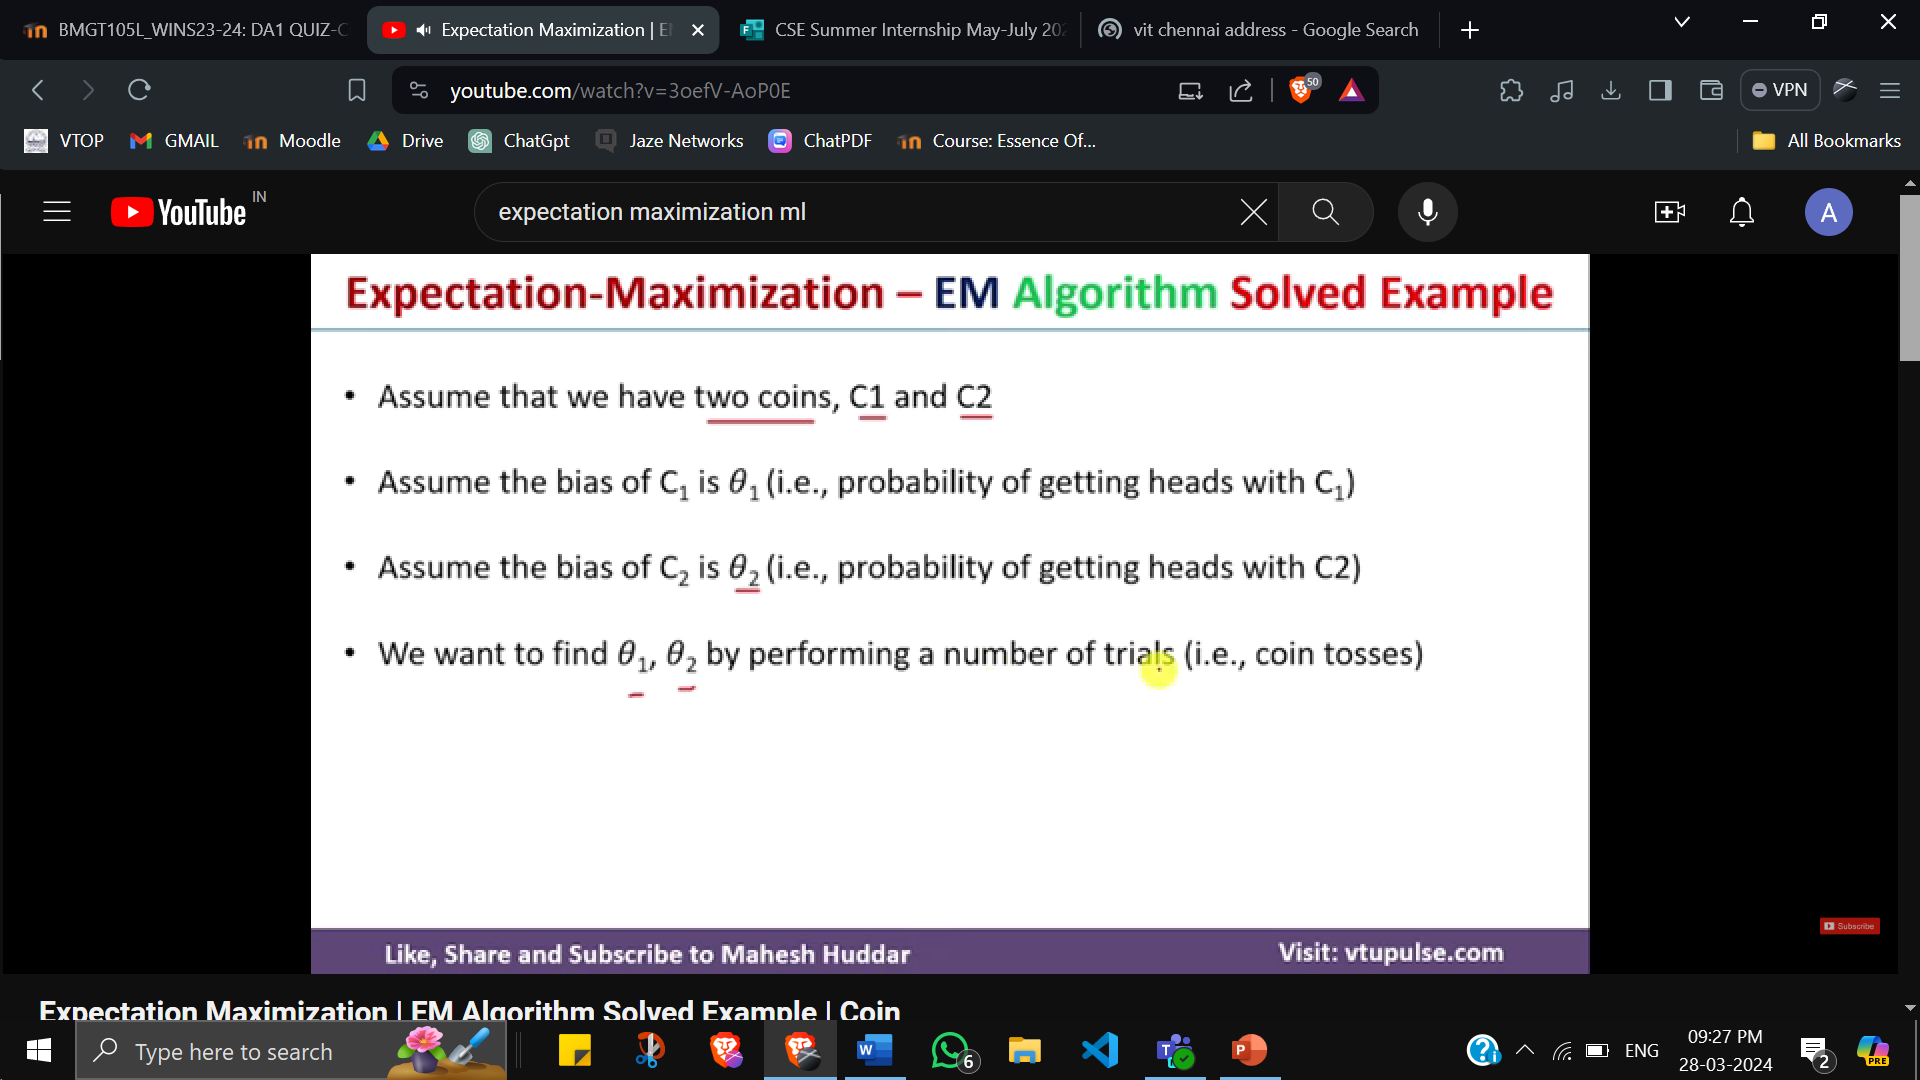 BMGT105L_WINS23-24: DA1 QUIZ-C
Expectation Maximization | EM
CSE Summer Internship May-July 202
vit chennai address - Google Search
youtube.com/watch?v=3oefV-AoP0E
50
VPN
VTOP
GMAIL
Moodle
Drive
ChatGpt
Jaze Networks
ChatPDF
Course: Essence Of...
All Bookmarks
YouTube IN
expectation maximization ml
A
Expectation-Maximization – EM Algorithm Solved Example
• Assume that we have two coins, C1 and C2
• Assume the bias of C₁ is θ₁ (i.e., probability of getting heads with C₁)
• Assume the bias of C₂ is θ₂ (i.e., probability of getting heads with C2)
• We want to find θ₁, θ₂ by performing a number of trials (i.e., coin tosses)
Subscribe
Like, Share and Subscribe to Mahesh Huddar
Visit: vtupulse.com
Expectation Maximization | EM Algorithm Solved Example | Coin
Type here to search
6
ENG
09:27 PM
28-03-2024
2
PRE